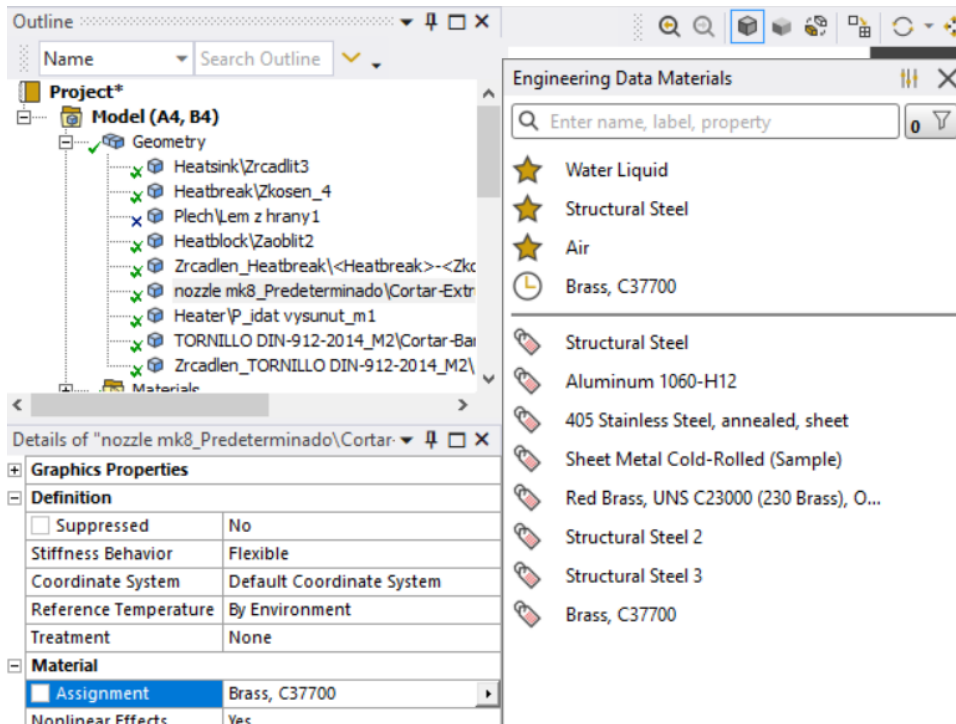 Outline
Name
Search Outline
Project*
Model (A4, B4)
Geometry
Heatsink\Zrcadlit3
Heatbreak\Zkosen_4
Plech\Lem z hrany1
Heatblock\Zaoblit2
Zrcadlen_Heatbreak\<Heatbreak>-<Zko
nozzle mk8_Predeterminado\Cortar-Extr
Heater\P_idat vysunut_m1
TORNILLO DIN-912-2014_M2\Cortar-Bar
Zrcadlen_TORNILLO DIN-912-2014_M2\
Materials
Details of "nozzle mk8_Predeterminado\Cortar-
Graphics Properties
Definition
Suppressed No
Stiffness Behavior Flexible
Coordinate System Default Coordinate System
Reference Temperature By Environment
Treatment None
Material
Assignment Brass, C37700
Nonlinear Effects Yes
Engineering Data Materials
Enter name, label, property
0
Water Liquid
Structural Steel
Air
Brass, C37700
Structural Steel
Aluminum 1060-H12
405 Stainless Steel, annealed, sheet
Sheet Metal Cold-Rolled (Sample)
Red Brass, UNS C23000 (230 Brass), O...
Structural Steel 2
Structural Steel 3
Brass, C37700